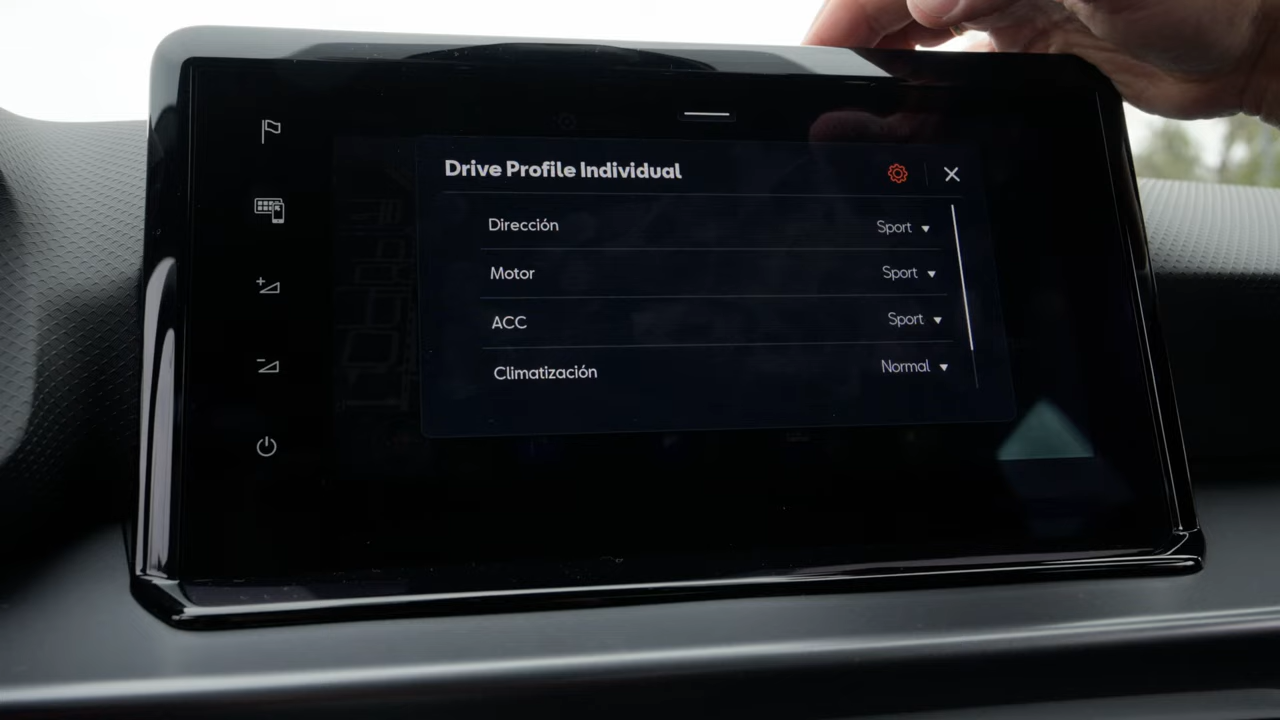 Drive Profile Individual
Dirección Sport
Motor Sport
ACC Sport
Climatización Normal